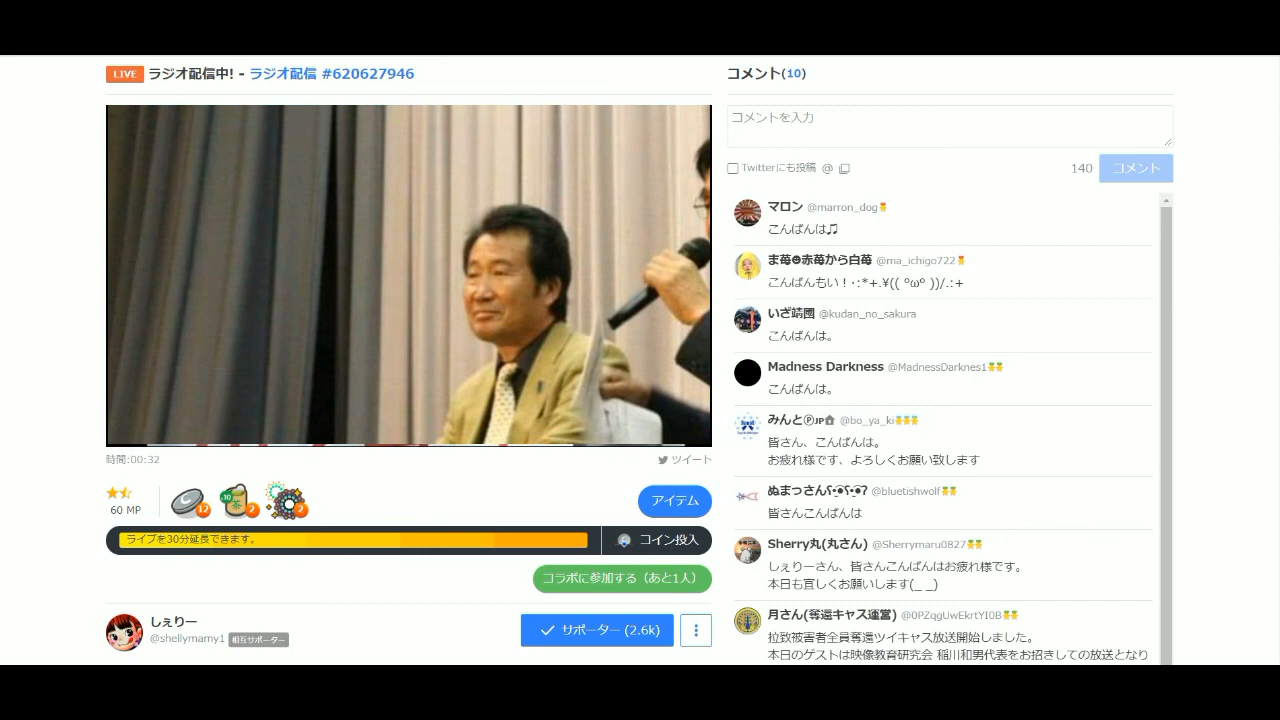 LIVE ラジオ配信中! - ラジオ配信 #620627946
時間:00:32
ツイート
60 MP
12
+10
茶
2
2
アイテム
ライブを30分延長できます。
コイン投入
コラボに参加する（あと1人）
しぇりー
@shellymamy1 相互サポーター
サポーター (2.6k)
コメント(10)
コメントを入力
Twitterにも投稿 @
140
コメント
マロン @marron_dog
こんばんは♫
ま苺☻赤苺から白苺 @ma_ichigo722
こんばんもい！･:*+.¥(( °ω° ))/.:+
いざ靖國 @kudan_no_sakura
こんばんは。
Madness Darkness @MadnessDarknes1
こんばんは。
みんとⓅJP @bo_ya_ki
皆さん、こんばんは。
お疲れ様です、よろしくお願い致します
ぬまっさん @bluetishwolf
皆さんこんばんは
Sherry丸(丸さん) @Sherrymaru0827
しぇりーさん、皆さんこんばんはお疲れ様です。
本日も宜しくお願いします(_ _)
月さん(奪還キャス運営) @0PZqgUwEkrtYI0B
拉致被害者全員奪還ツイキャス放送開始しました。
本日のゲストは映像教育研究会 稲川和男代表をお招きしての放送となり